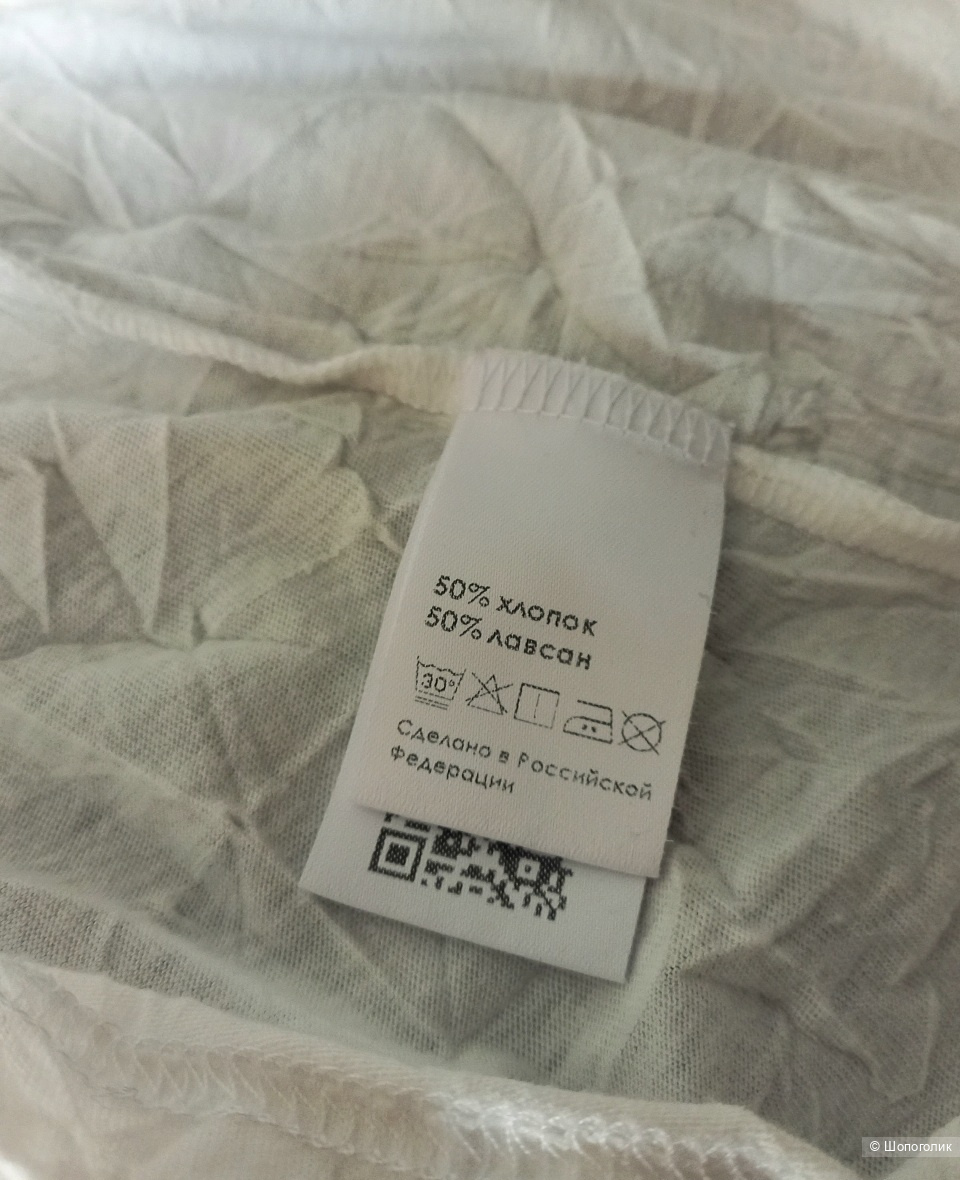 50% хлопок
50% лавсан
30°
Сделано в Российской
Федерации
© Шопоголик